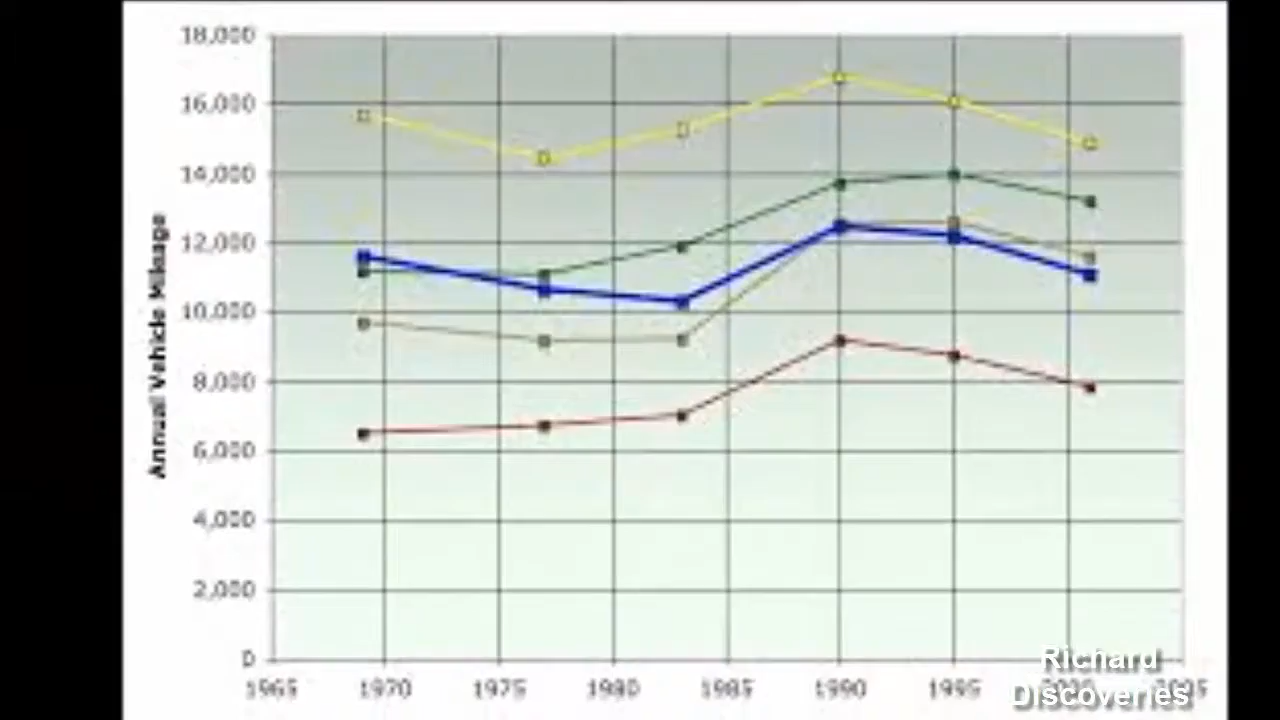 18,000
16,000
14,000
12,000
10,000
8,000
6,000
4,000
2,000
0
Annual Vehicle Mileage
1965 1970 1975 1980 1985 1990 1995
Richard
Discoveries